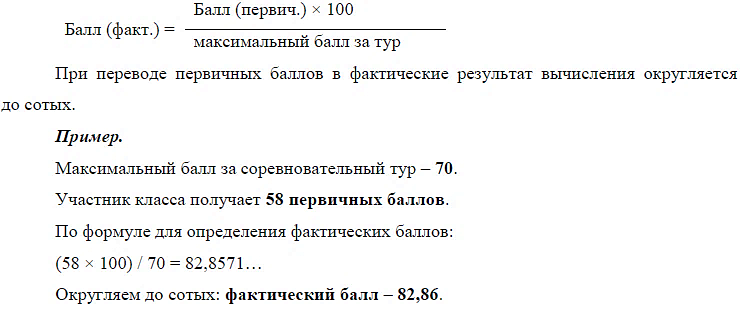 Балл (факт.) = Балл (первич.) × 100
максимальный балл за тур
При переводе первичных баллов в фактические результат вычисления округляется
до сотых.
Пример.
Максимальный балл за соревновательный тур – 70.
Участник класса получает 58 первичных баллов.
По формуле для определения фактических баллов:
(58 × 100) / 70 = 82,8571…
Округляем до сотых: фактический балл – 82,86.